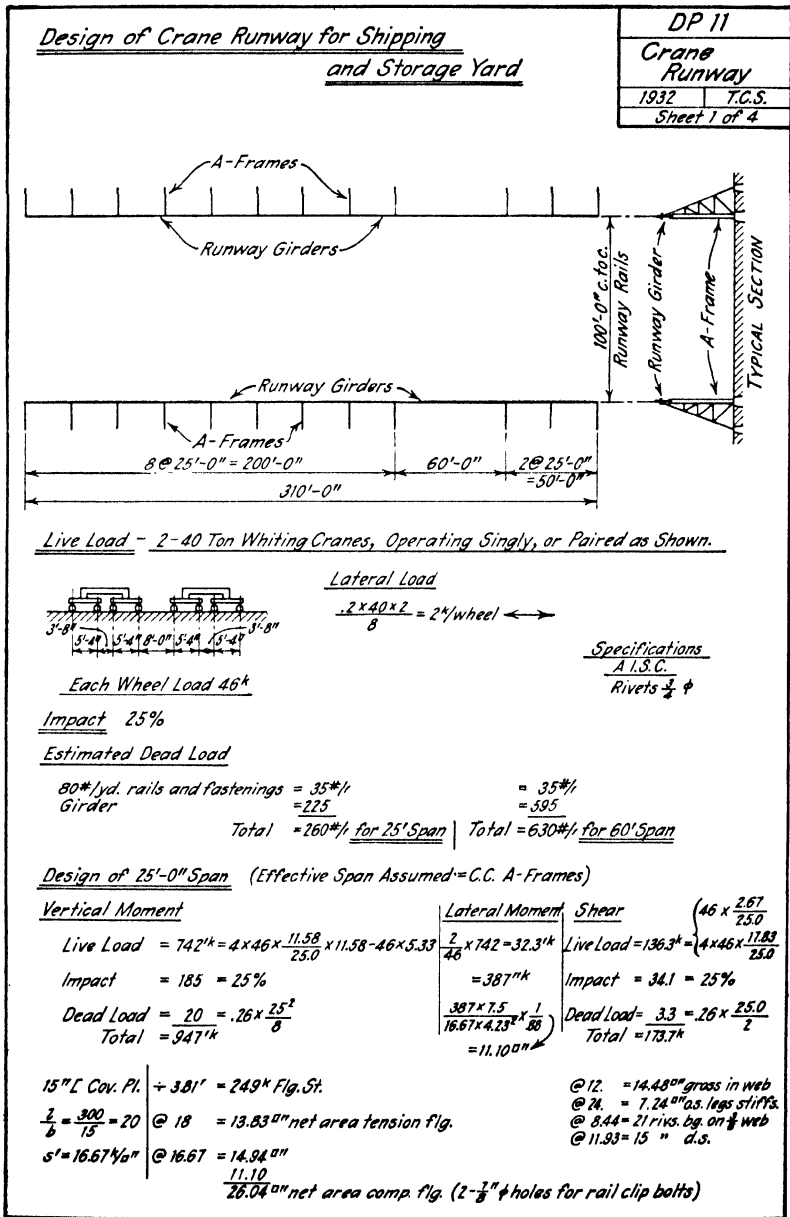 Design of Crane Runway for Shipping
and Storage Yard
DP 11
Crane
Runway
1932 T.C.S.
Sheet 1 of 4
A-Frames
Runway Girders
100'-0" c.to c.
Runway Rails
Runway Girder
A-Frame
TYPICAL SECTION
Runway Girders
A-Frames
8 @ 25'-0" = 200'-0"
60'-0"
2 @ 25'-0"
=50'-0"
310'-0"
Live Load - 2-40 Ton Whiting Cranes, Operating Singly, or Paired as Shown.
Lateral Load
.2 x 40 x 2 / 8 = 2ᵏ/wheel
3'-8" 3'-8"
5'-4" 5'-4" 8'-0" 5'-4" 5'-4"
Each Wheel Load 46ᵏ
Specifications
A.I.S.C.
Rivets 3/4 ϕ
Impact 25%
Estimated Dead Load
80#/yd. rails and fastenings = 35#/' = 35#/'
Girder =225 =595
Total =260#/' for 25' Span Total =630#/' for 60' Span
Design of 25'-0" Span (Effective Span Assumed = C.C. A-Frames)
Vertical Moment Lateral Moment Shear
Live Load = 742'ᵏ = 4 x 46 x 11.58/25.0 x 11.58 - 46 x 5.33 2/46 x 742 = 32.3'ᵏ Live Load = 136.3ᵏ = { 46 x 2.67/25.0 4 x 46 x 17.83/25.0
Impact = 185 = 25% = 387"ᵏ Impact = 34.1 = 25%
Dead Load = 20 = .26 x 25²/8 387 x 7.5 / 16.67 x 4.23² x 1/.88 Dead Load = 3.3 = .26 x 25.0/2
Total = 947'ᵏ = 11.10□" Total = 173.7ᵏ
15"[ Cov. Pl. ÷ 3.81' = 249ᵏ Flg. St. @ 12. = 14.48□" gross in web
l/b = 300/15 = 20 @ 18 = 13.83□" net area tension flg. @ 24. = 7.24□" o.s. legs stiffs.
s' = 16.67ᵏ/□" @ 16.67 = 14.94□" @ 8.44 = 21 rivs. bg. on web
@ 11.93 = 15 " d.s.
11.10
26.04□" net area comp. flg. (2-7/8" ϕ holes for rail clip bolts)